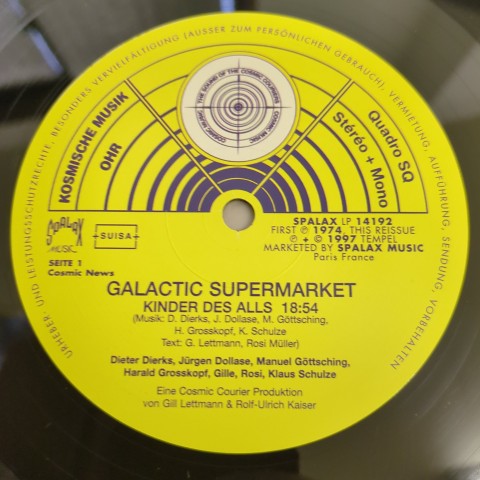 URHEBER- UND LEISTUNGSSCHUTZRECHTE, BESONDERS VERVIELFÄLTIGUNG (AUSSER ZUM PERSÖNLICHEN GEBRAUCH), VERMIETUNG, AUFFÜHRUNG, SENDUNG, VORBEHALTEN
KOSMISCHE MUSIK
OHR
THE SOUND OF THE COSMIC COURIERS
COSMIC MUSIC
COSMIC MUSIC
Quadro SQ
Stéréo + Mono
SPALAX
MUSIC
SUISA
SEITE 1
Cosmic News
SPALAX LP 14192
FIRST ℗ 1974, THIS REISSUE
℗ + © 1997 TEMPEL
MARKETED BY SPALAX MUSIC
Paris France
GALACTIC SUPERMARKET
KINDER DES ALLS 18:54
(Musik: D. Dierks, J. Dollase, M. Göttsching,
H. Grosskopf, K. Schulze
Text: G. Lettmann, Rosi Müller)
Dieter Dierks, Jürgen Dollase, Manuel Göttsching,
Harald Grosskopf, Gille, Rosi, Klaus Schulze
Eine Cosmic Courier Produktion
von Gill Lettmann & Rolf-Ulrich Kaiser